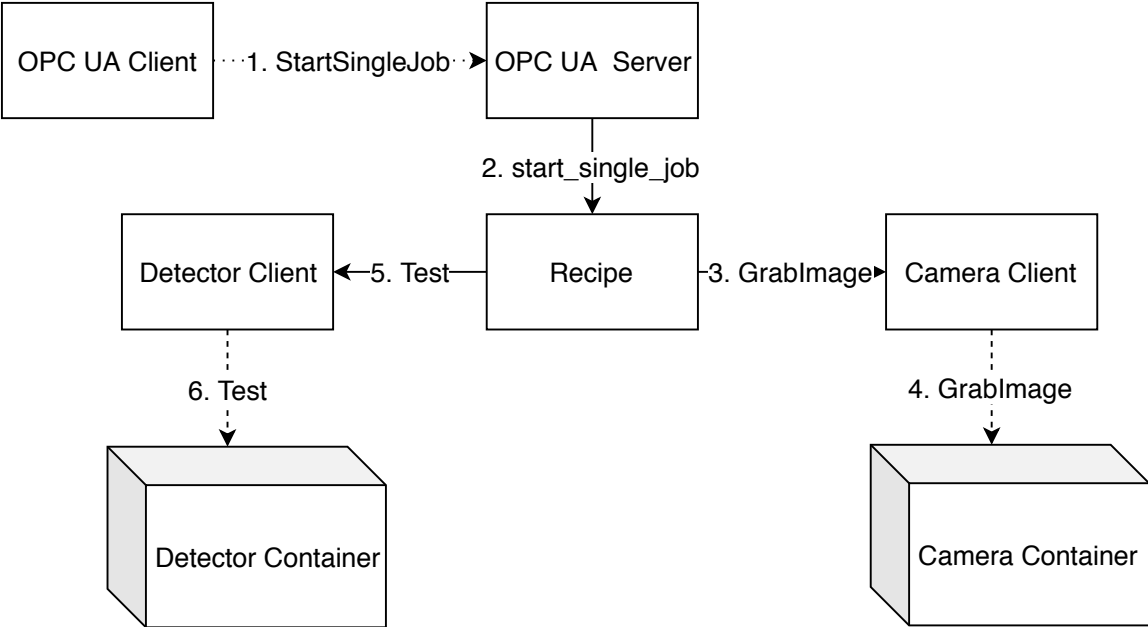 OPC UA Client
1. StartSingleJob
OPC UA Server
2. start_single_job
Detector Client
5. Test
Recipe
3. GrabImage
Camera Client
6. Test
4. GrabImage
Detector Container
Camera Container